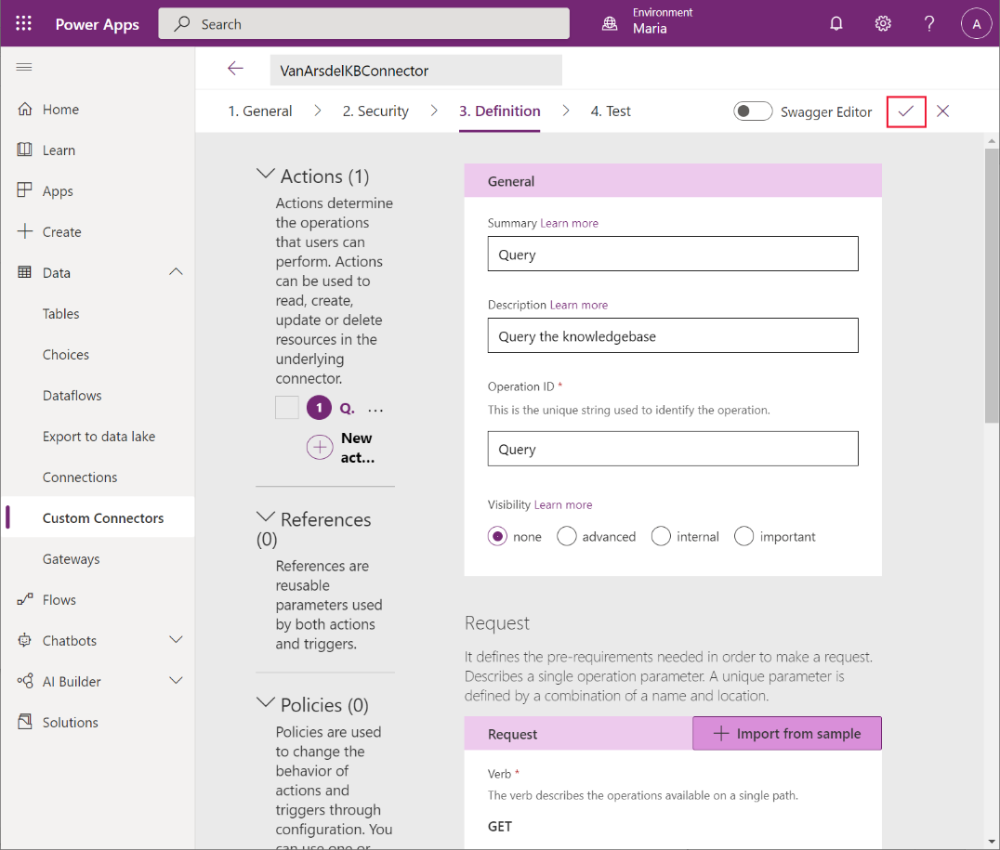 Power Apps
Search
Environment
Maria
?
A
VanArsdelKBConnector
1. General
2. Security
3. Definition
4. Test
Swagger Editor
Home
Learn
Apps
Create
Data
Tables
Choices
Dataflows
Export to data lake
Connections
Custom Connectors
Gateways
Flows
Chatbots
AI Builder
Solutions
Actions (1)
Actions determine
the operations
that users can
perform. Actions
can be used to
read, create,
update or delete
resources in the
underlying
connector.
1 Q. ...
New
act...
References
(0)
References are
reusable
parameters used
by both actions
and triggers.
Policies (0)
Policies are used
to change the
behavior of
actions and
triggers through
configuration. You
can use one or
General
Summary Learn more
Query
Description Learn more
Query the knowledgebase
Operation ID *
This is the unique string used to identify the operation.
Query
Visibility Learn more
none advanced internal important
Request
It defines the pre-requirements needed in order to make a request.
Describes a single operation parameter. A unique parameter is
defined by a combination of a name and location.
Request
Import from sample
Verb *
The verb describes the operations available on a single path.
GET